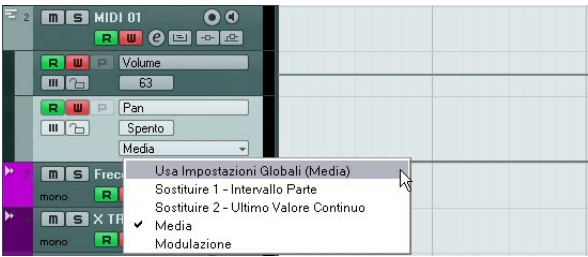 2 m S MIDI 01
R W e
R W P Volume
63
R W P Pan
Spento
Media
3 m S Frec
mono R
m S X TR
mono R
Usa Impostazioni Globali (Media)
Sostituire 1 - Intervallo Parte
Sostituire 2 - Ultimo Valore Continuo
✔ Media
Modulazione